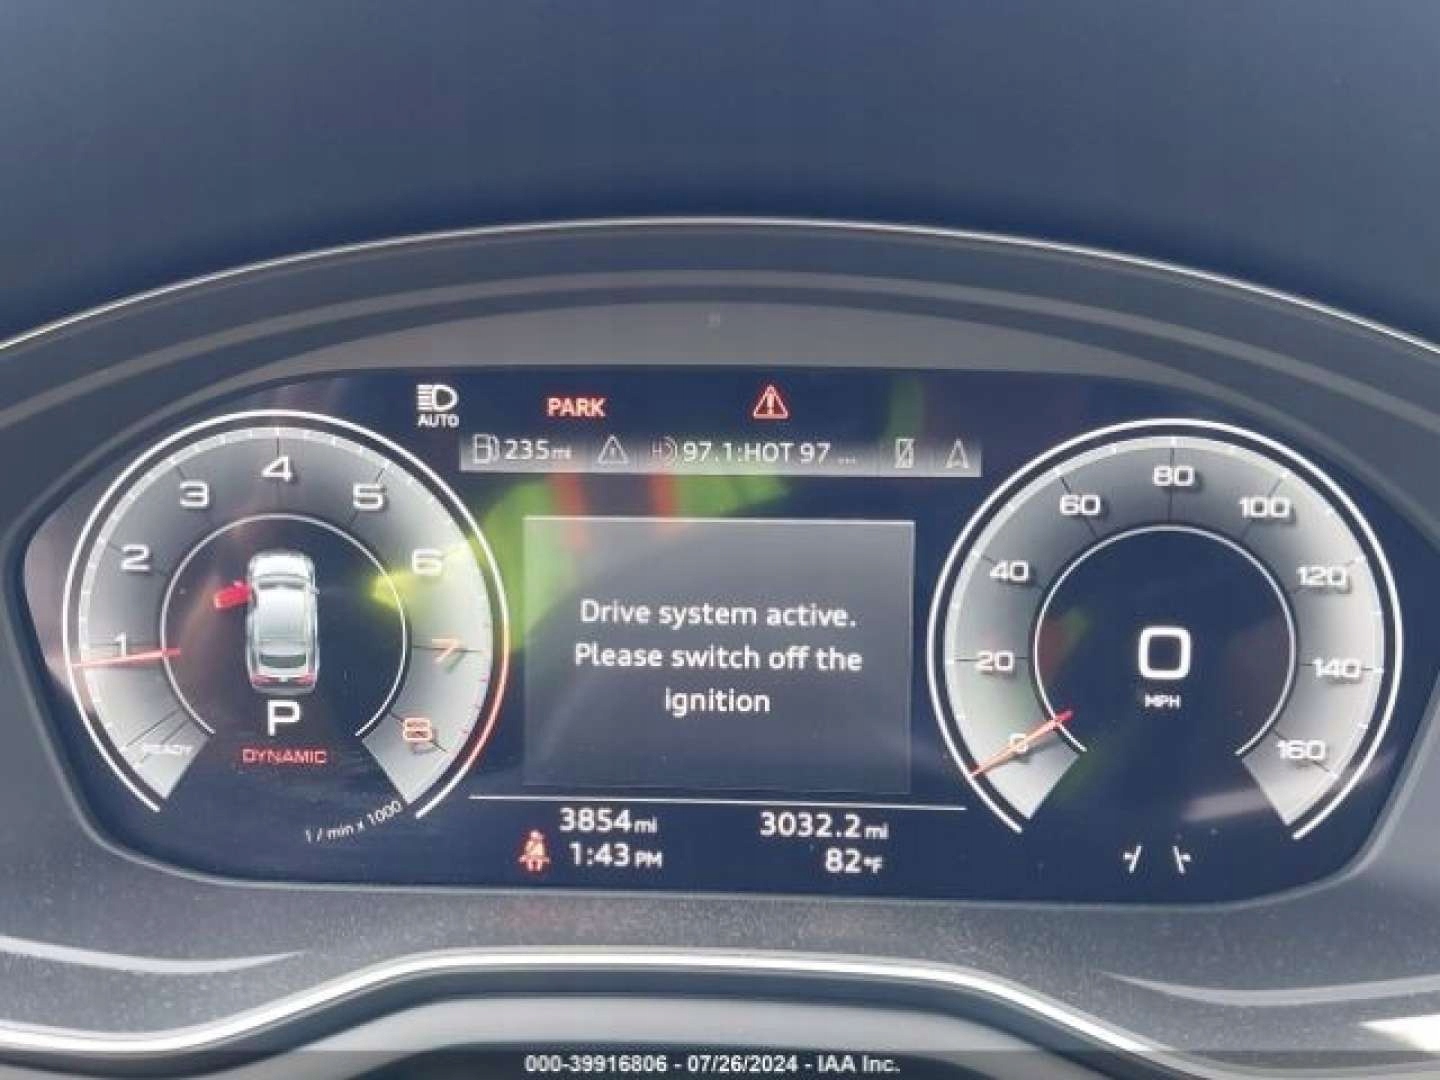 AUTO
PARK
235mi
97.1:HOT 97 ...
1
2
3
4
5
6
7
8
READY
P
DYNAMIC
1 / min x 1000
Drive system active.
Please switch off the
ignition
3854mi
3032.2mi
1:43 PM
82°F
0
20
40
60
80
100
120
140
160
0
MPH
000-39916806 - 07/26/2024 - IAA Inc.